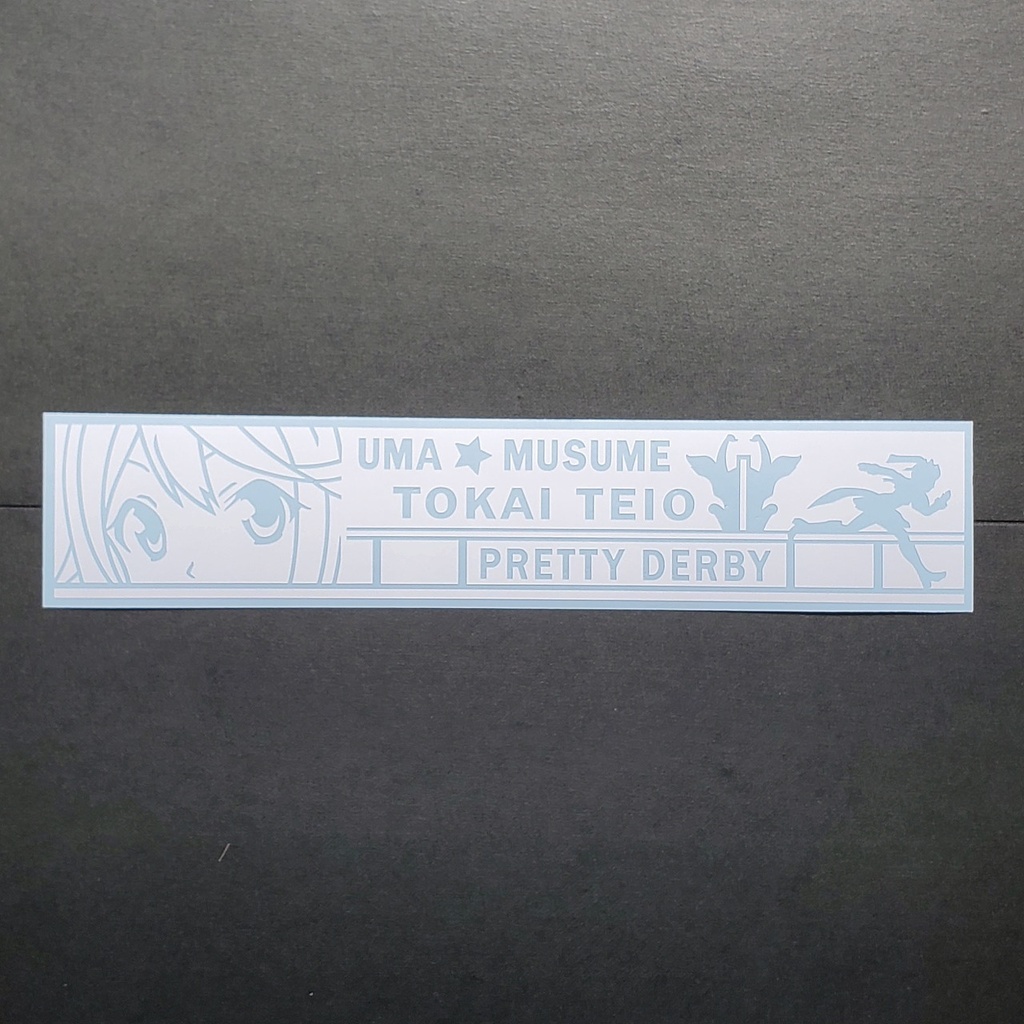 UMA ★ MUSUME
TOKAI TEIO
PRETTY DERBY